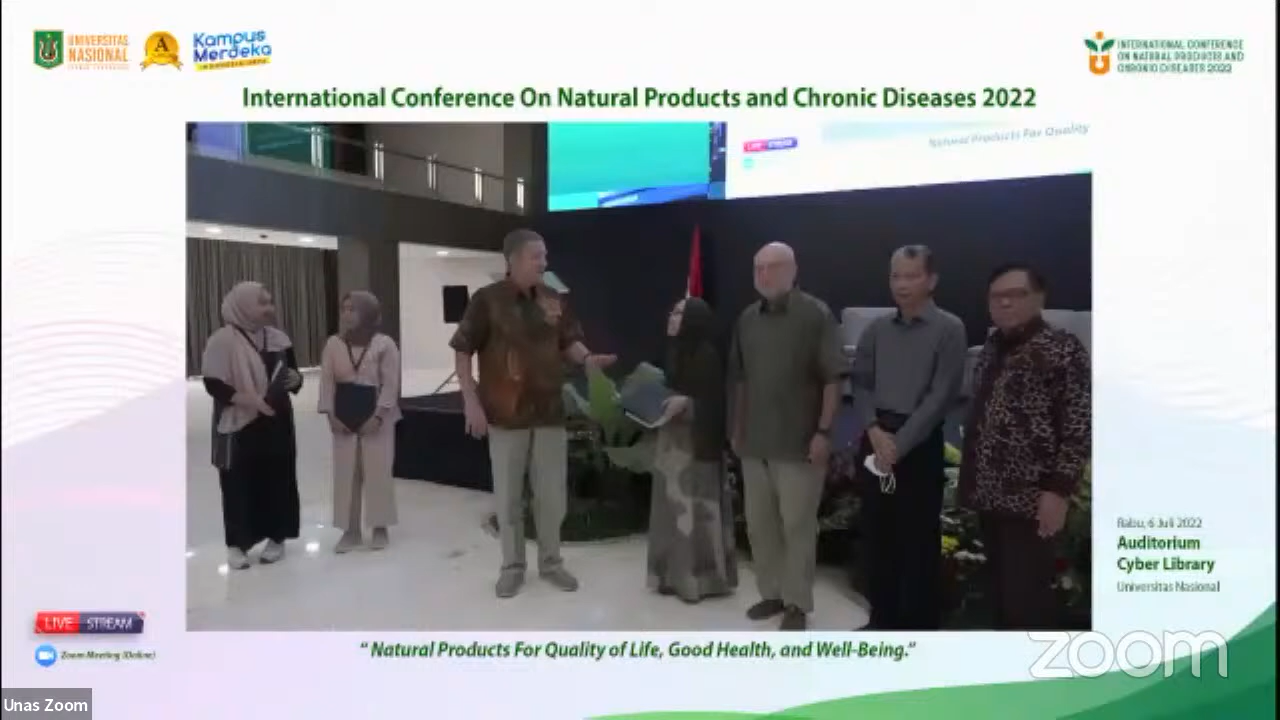 UNIVERSITAS
NASIONAL
A
Kampus
Merdeka
INTERNATIONAL CONFERENCE
ON NATURAL PRODUCTS AND
CHRONIC DISEASES 2022
International Conference On Natural Products and Chronic Diseases 2022
LIVE STREAM
Natural Products For Quality
Rabu, 6 Juli 2022
Auditorium
Cyber Library
Universitas Nasional
LIVE STREAM
Zoom Meeting (Online)
“ Natural Products For Quality of Life, Good Health, and Well-Being.”
zoom
Unas Zoom